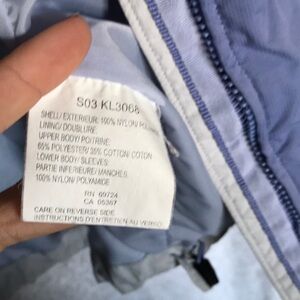 S03 KL3068
SHELL/EXTERIEUR: 100% NYLON/
LINING/DOUBLURE:
UPPER BODY/POITRINE:
65% POLYESTER/ 35% COTTON/ COTON
LOWER BODY/ SLEEVES:
PARTIE INFERIEURE/ MANCHES:
100% NYLON/ POLYAMIDE
RN 69724
CA 05367
CARE ON REVERSE SIDE
INSTRUCTIONS D'ENTRETIEN AU VERSO